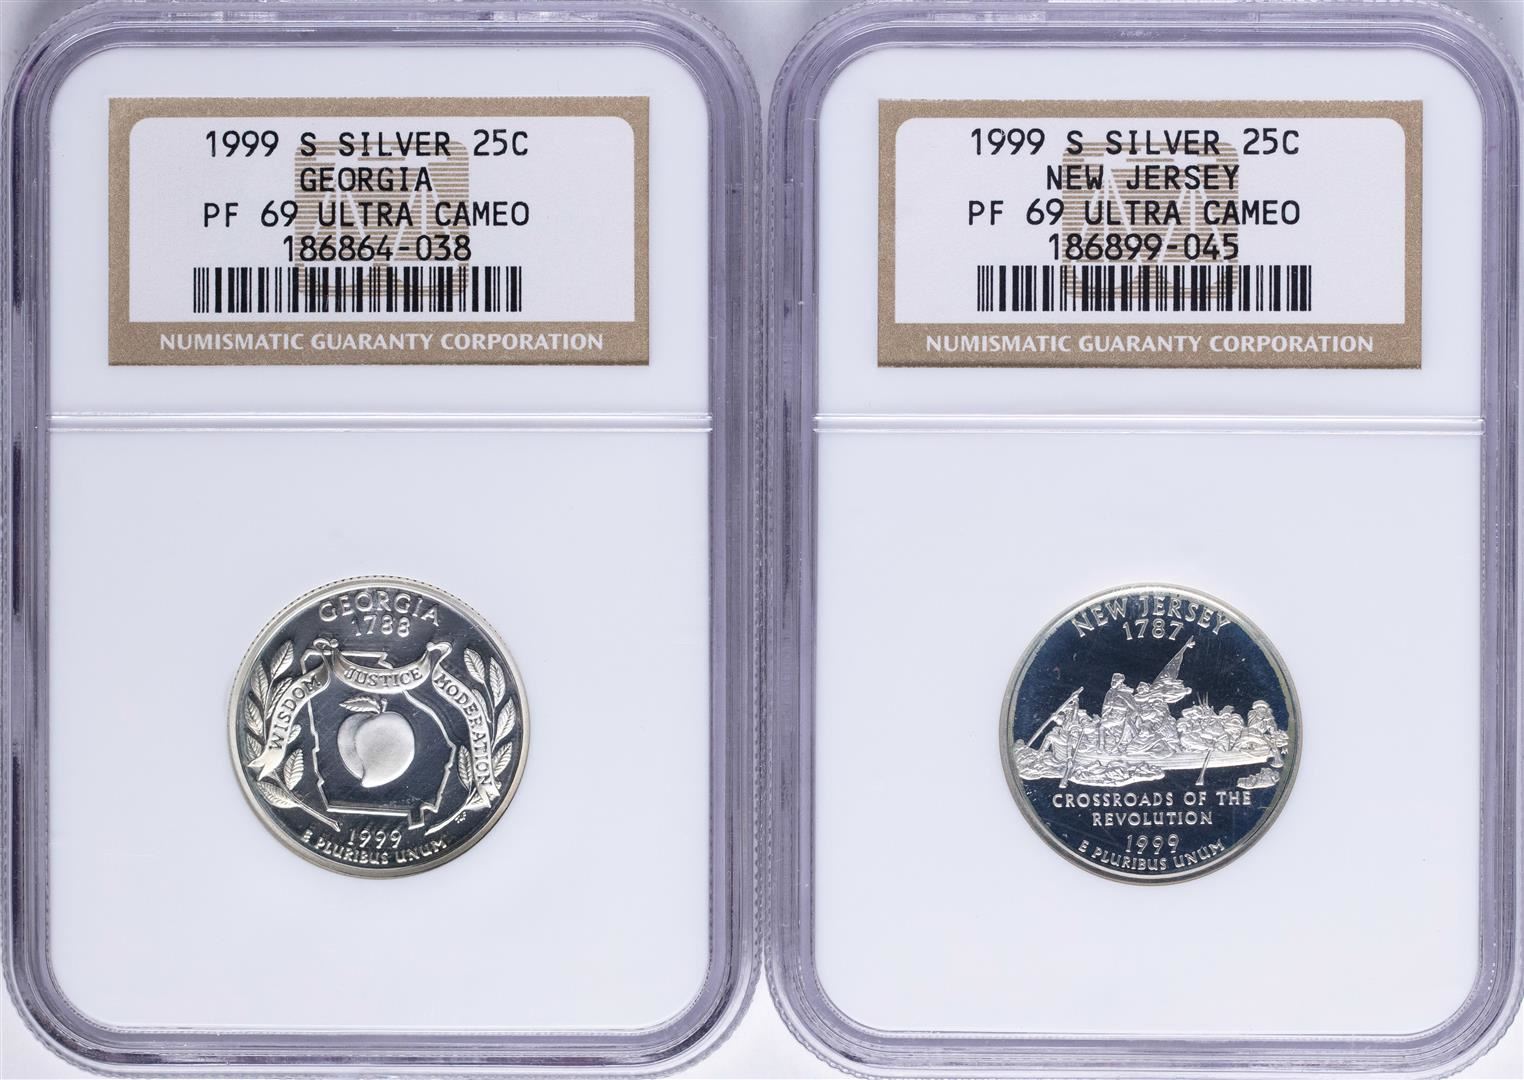 1999 S SILVER 25C
GEORGIA
PF 69 ULTRA CAMEO
186864-038
NUMISMATIC GUARANTY CORPORATION
GEORGIA
1788
WISDOM JUSTICE MODERATION
1999
E PLURIBUS UNUM
1999 S SILVER 25C
NEW JERSEY
PF 69 ULTRA CAMEO
186899-045
NUMISMATIC GUARANTY CORPORATION
NEW JERSEY
1787
CROSSROADS OF THE
REVOLUTION
1999
E PLURIBUS UNUM